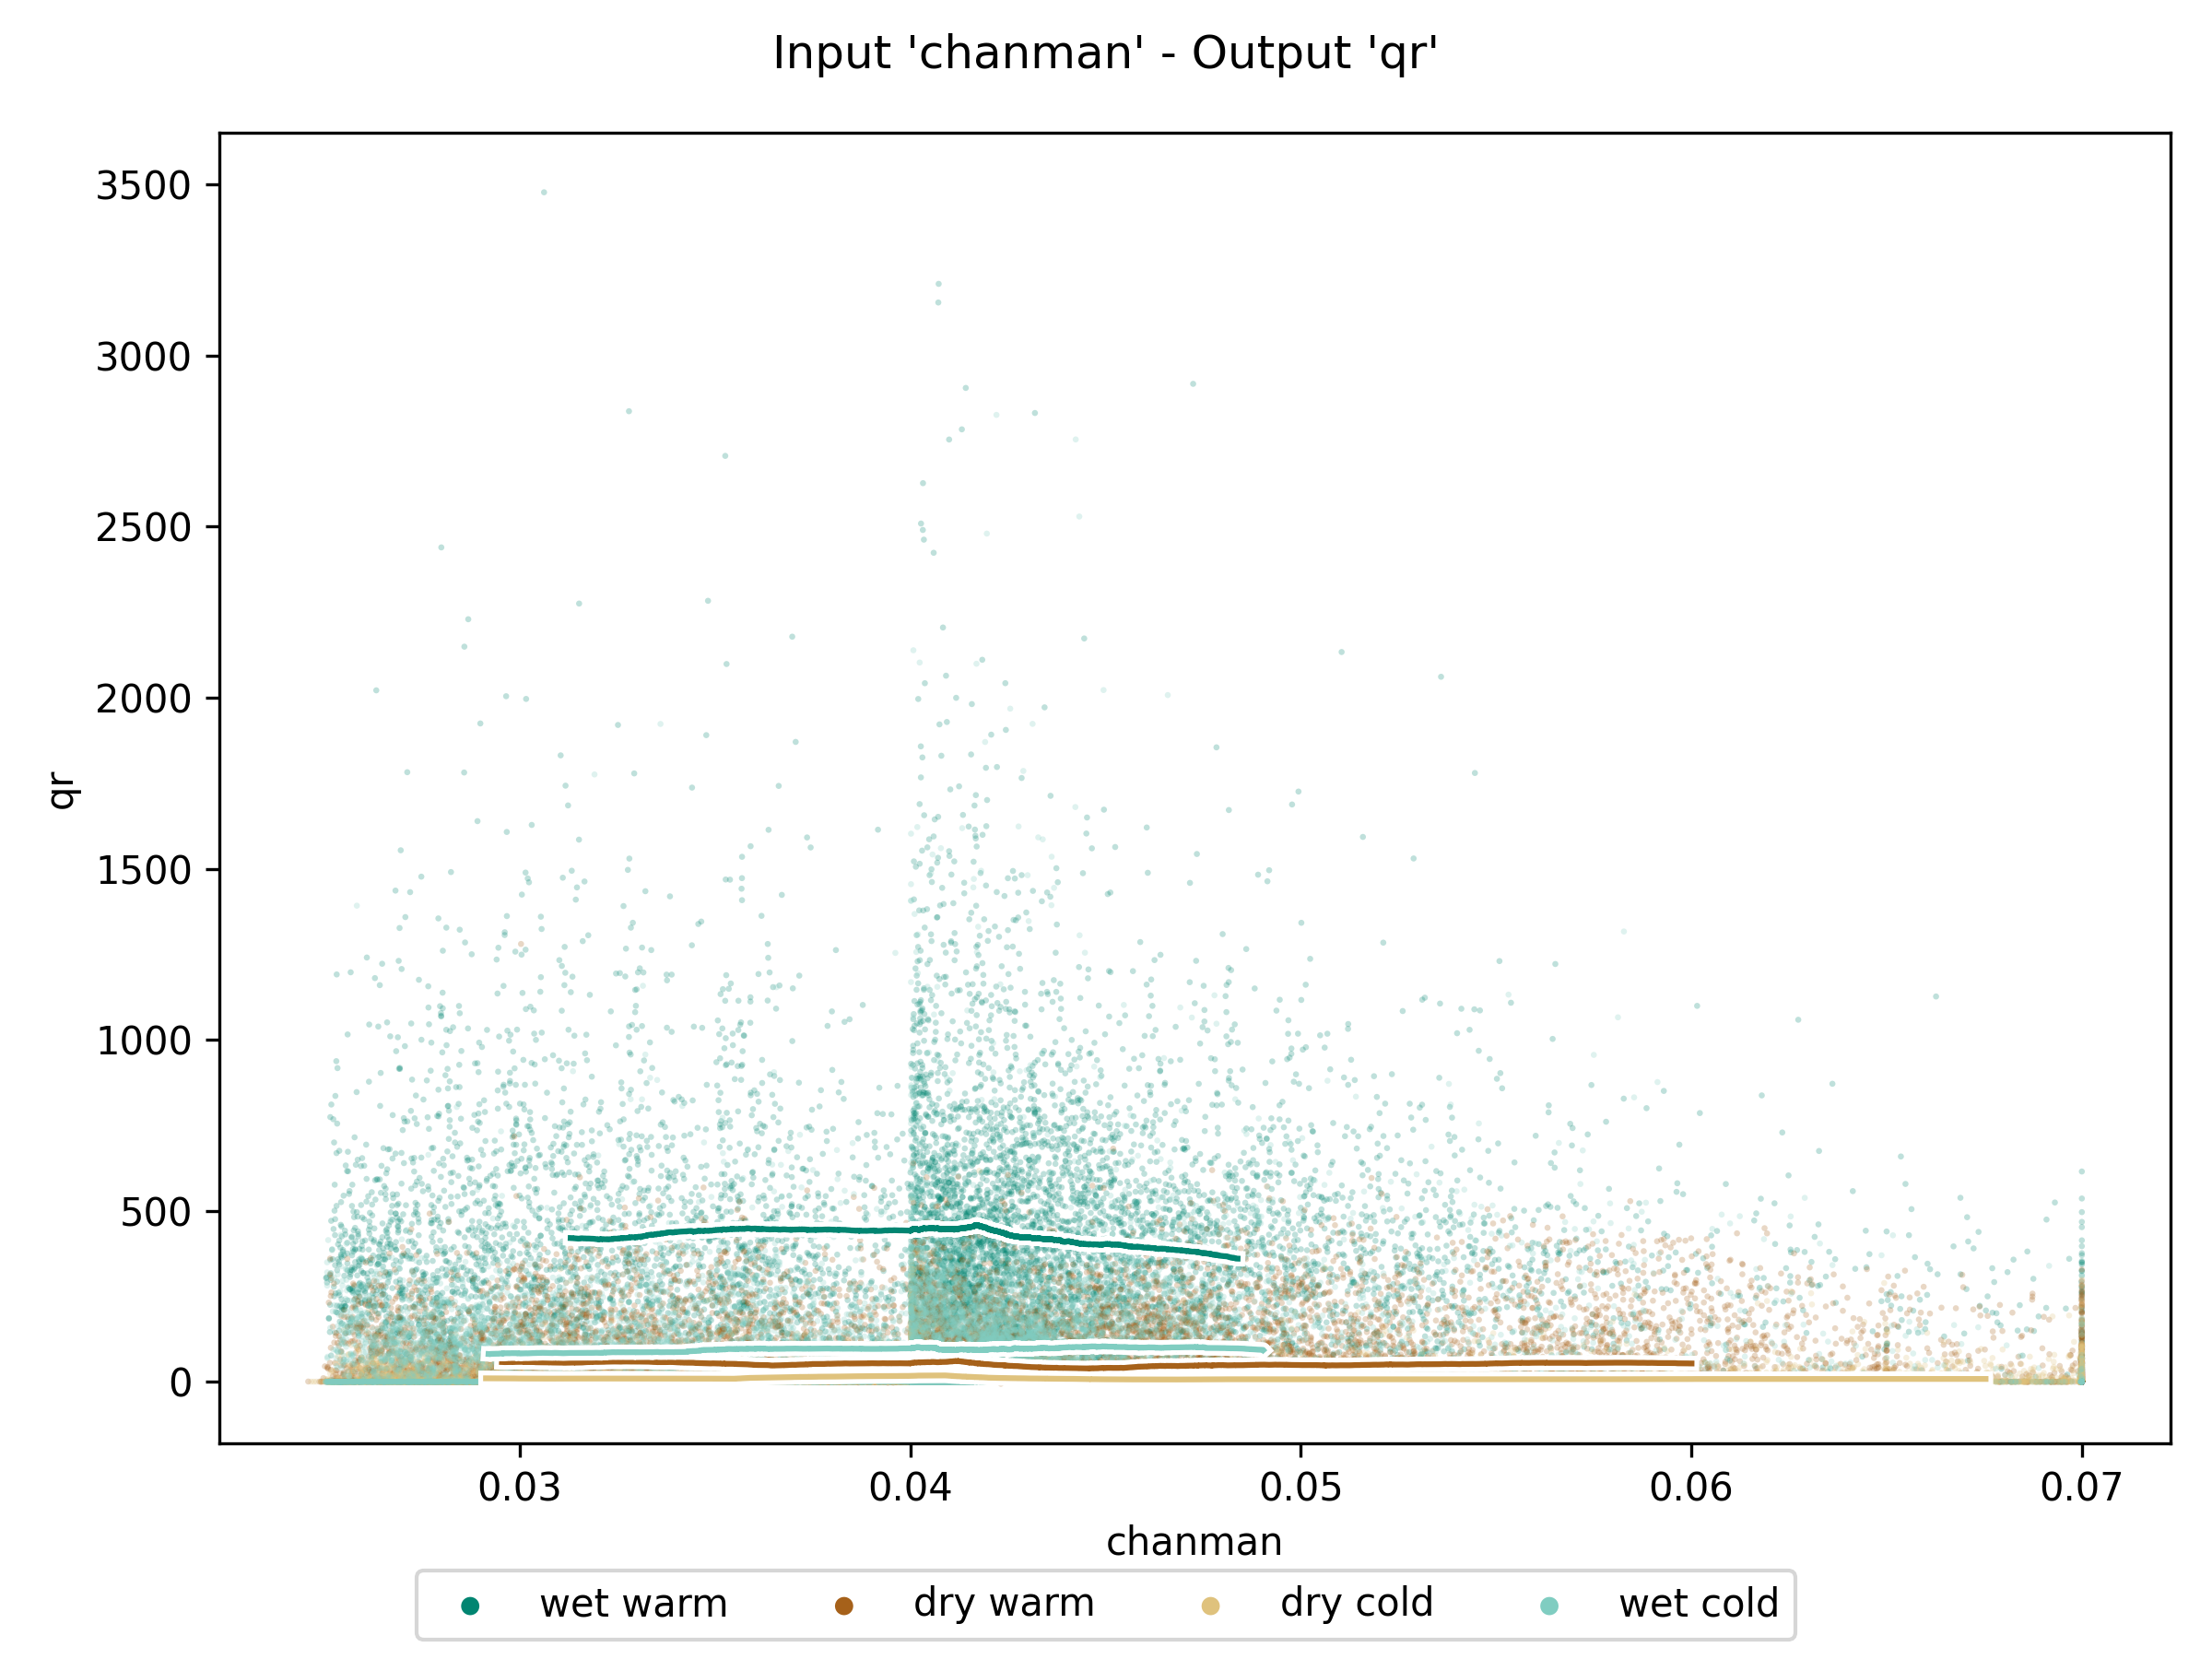 Input 'chanman' - Output 'qr'
3500
3000
2500
2000
1500
1000
500
0
qr
0.03 0.04 0.05 0.06 0.07
chanman
wet warm dry warm dry cold wet cold